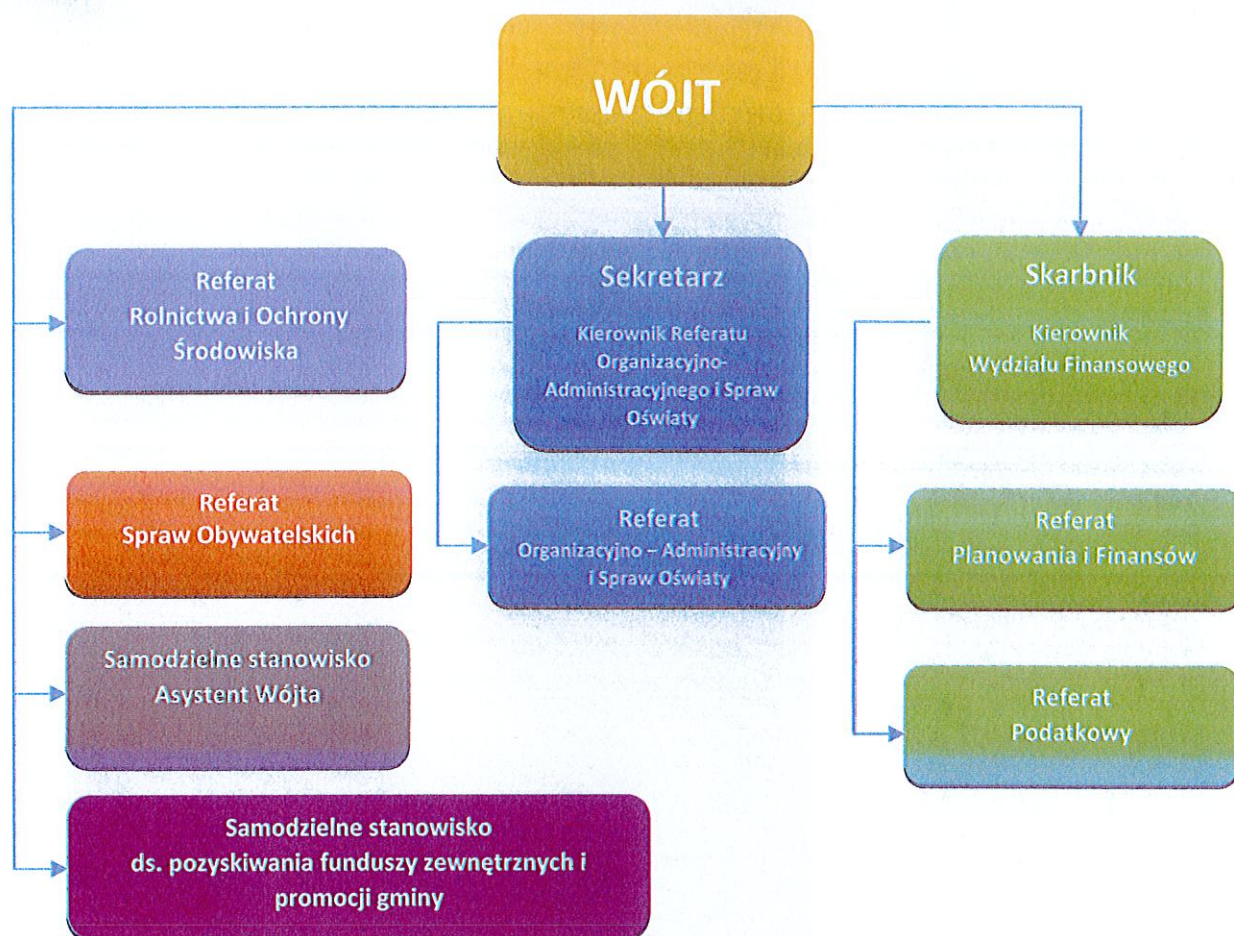 WÓJT
Referat
Rolnictwa i Ochrony
Środowiska
Sekretarz
Kierownik Referatu
Organizacyjno-
Administracyjnego i Spraw
Oświaty
Skarbnik
Kierownik
Wydziału Finansowego
Referat
Spraw Obywatelskich
Referat
Organizacyjno – Administracyjny
i Spraw Oświaty
Referat
Planowania i Finansów
Samodzielne stanowisko
Asystent Wójta
Referat
Podatkowy
Samodzielne stanowisko
ds. pozyskiwania funduszy zewnętrznych i
promocji gminy